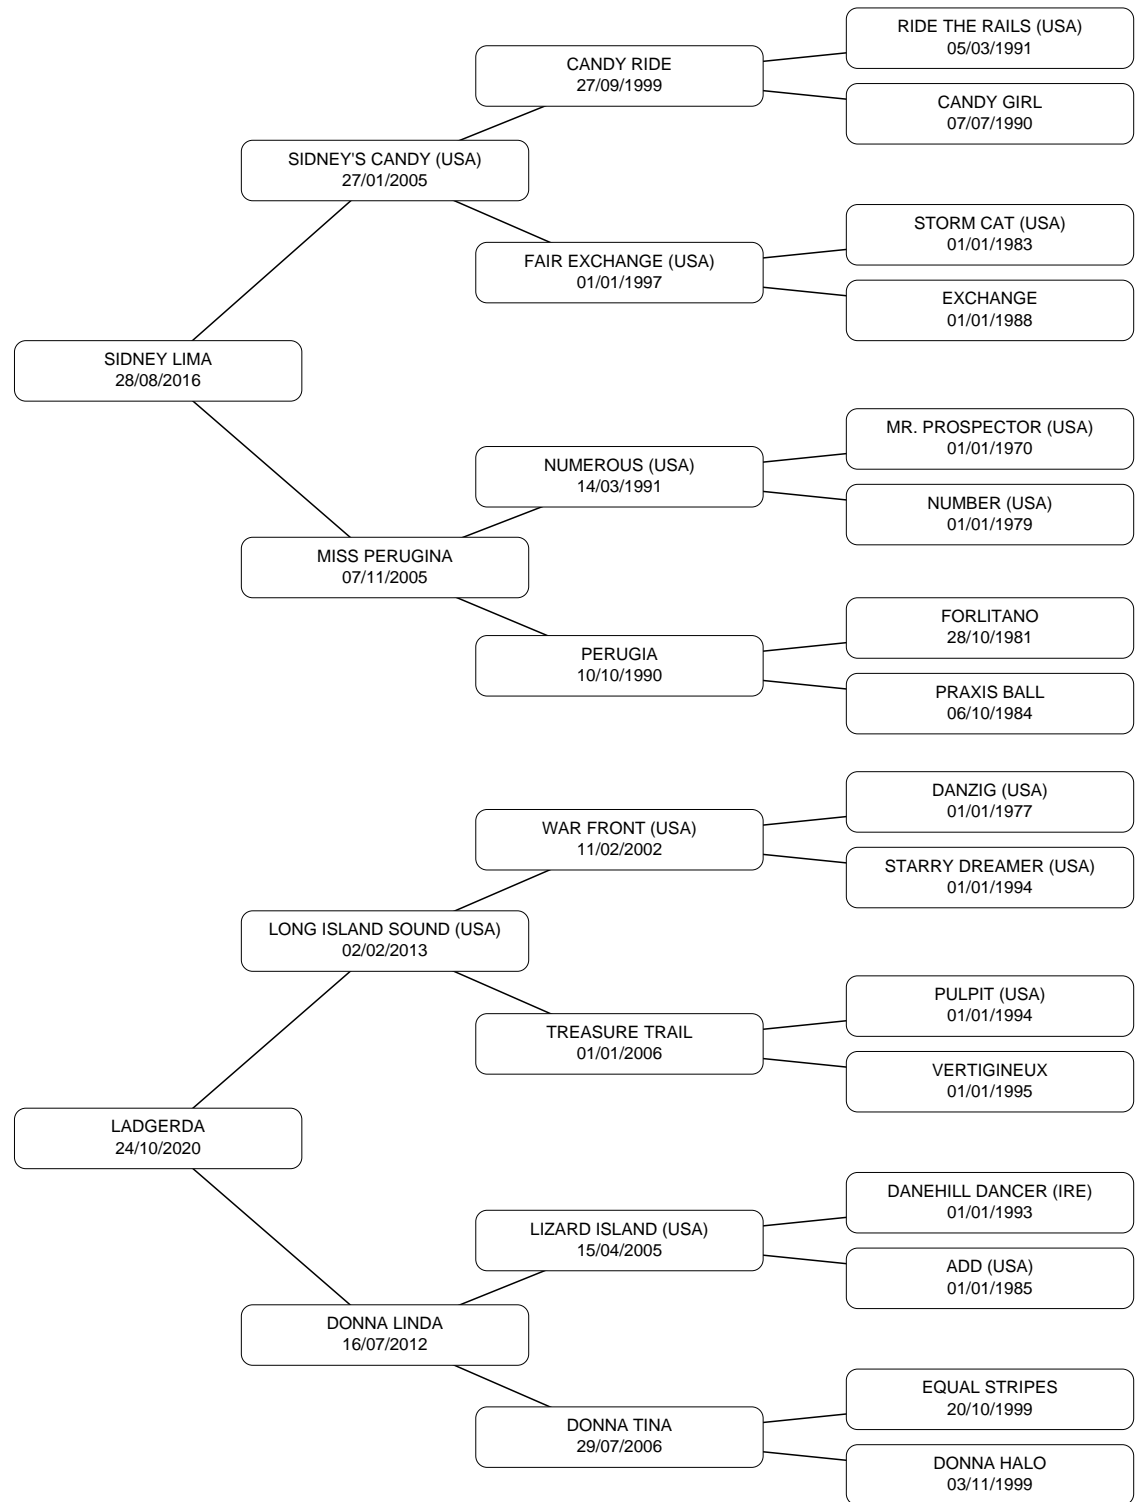 RIDE THE RAILS (USA)
05/03/1991
CANDY RIDE
27/09/1999
CANDY GIRL
07/07/1990
SIDNEY'S CANDY (USA)
27/01/2005
STORM CAT (USA)
01/01/1983
FAIR EXCHANGE (USA)
01/01/1997
EXCHANGE
01/01/1988
SIDNEY LIMA
28/08/2016
MR. PROSPECTOR (USA)
01/01/1970
NUMEROUS (USA)
14/03/1991
NUMBER (USA)
01/01/1979
MISS PERUGINA
07/11/2005
FORLITANO
28/10/1981
PERUGIA
10/10/1990
PRAXIS BALL
06/10/1984
DANZIG (USA)
01/01/1977
WAR FRONT (USA)
11/02/2002
STARRY DREAMER (USA)
01/01/1994
LONG ISLAND SOUND (USA)
02/02/2013
PULPIT (USA)
01/01/1994
TREASURE TRAIL
01/01/2006
VERTIGINEUX
01/01/1995
LADGERDA
24/10/2020
DANEHILL DANCER (IRE)
01/01/1993
LIZARD ISLAND (USA)
15/04/2005
ADD (USA)
01/01/1985
DONNA LINDA
16/07/2012
EQUAL STRIPES
20/10/1999
DONNA TINA
29/07/2006
DONNA HALO
03/11/1999